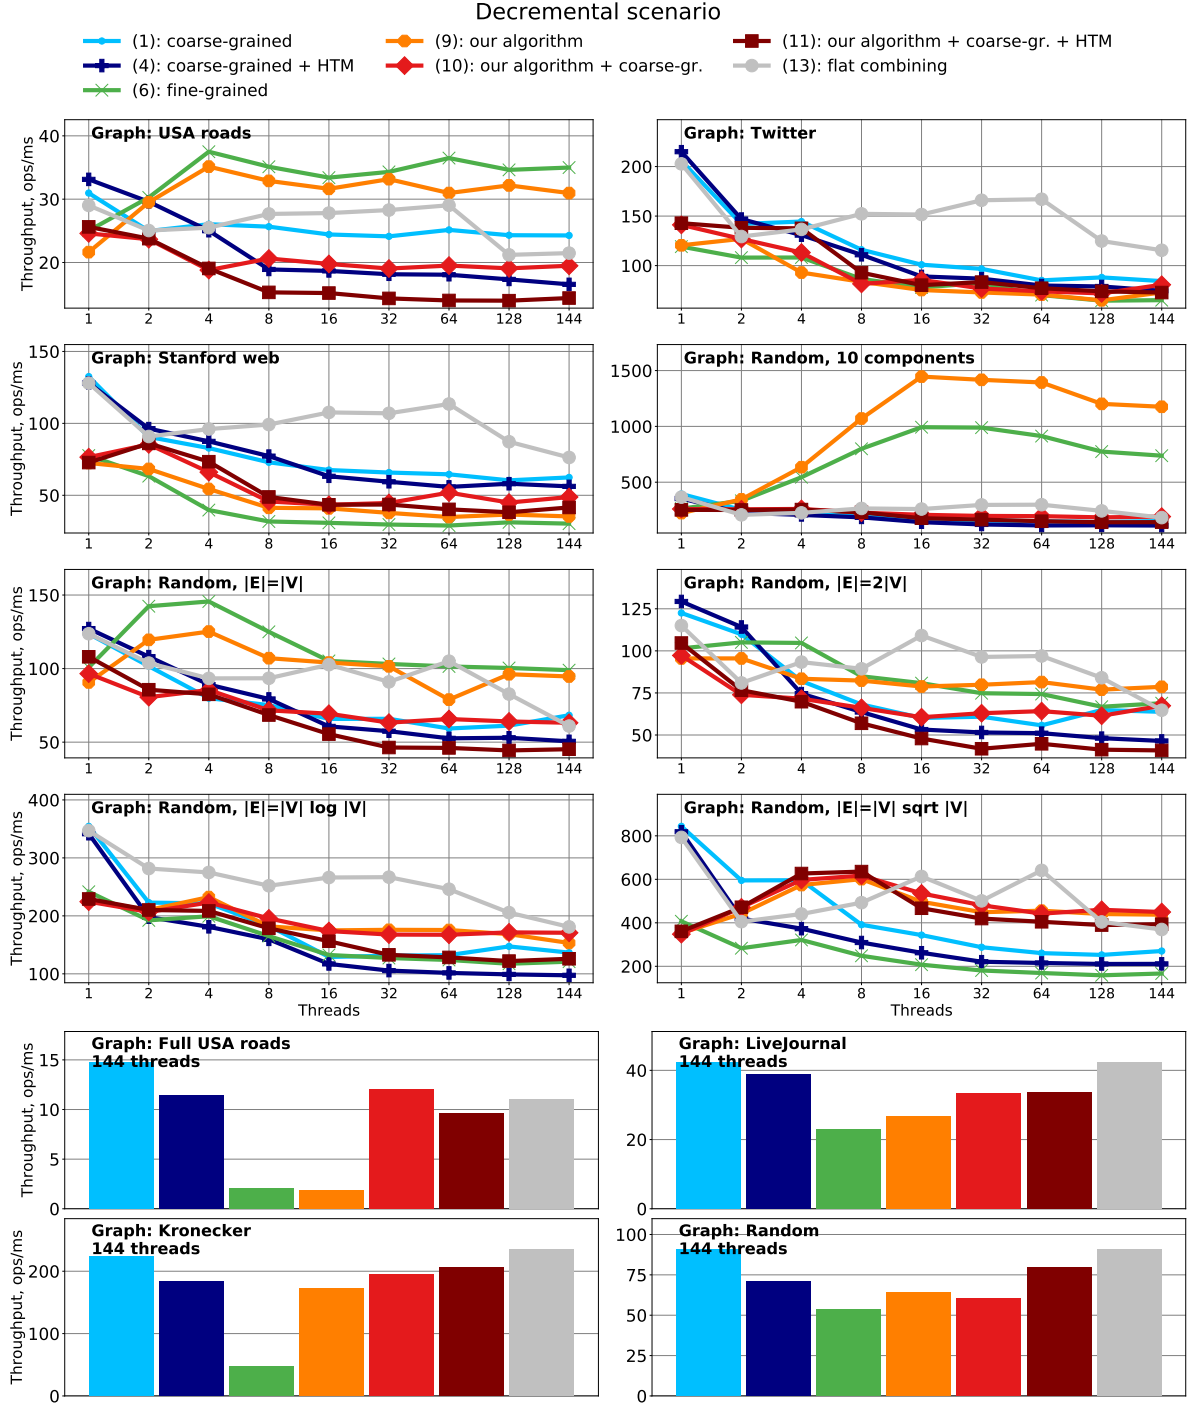 Decremental scenario
(1): coarse-grained
(9): our algorithm
(11): our algorithm + coarse-gr. + HTM
(4): coarse-grained + HTM
(10): our algorithm + coarse-gr.
(13): flat combining
(6): fine-grained
Graph: USA roads
Throughput, ops/ms
40
30
20
1 2 4 8 16 32 64 128 144
Graph: Twitter
200
150
100
1 2 4 8 16 32 64 128 144
Graph: Stanford web
Throughput, ops/ms
150
100
50
1 2 4 8 16 32 64 128 144
Graph: Random, 10 components
1500
1000
500
1 2 4 8 16 32 64 128 144
Graph: Random, |E|=|V|
Throughput, ops/ms
150
100
50
1 2 4 8 16 32 64 128 144
Graph: Random, |E|=2|V|
125
100
75
50
1 2 4 8 16 32 64 128 144
Graph: Random, |E|=|V| log |V|
Throughput, ops/ms
400
300
200
100
1 2 4 8 16 32 64 128 144
Threads
Graph: Random, |E|=|V| sqrt |V|
800
600
400
200
1 2 4 8 16 32 64 128 144
Threads
Graph: Full USA roads
144 threads
Throughput, ops/ms
15
10
5
0
Graph: LiveJournal
144 threads
40
20
0
Graph: Kronecker
144 threads
Throughput, ops/ms
200
100
0
Graph: Random
144 threads
100
75
50
25
0